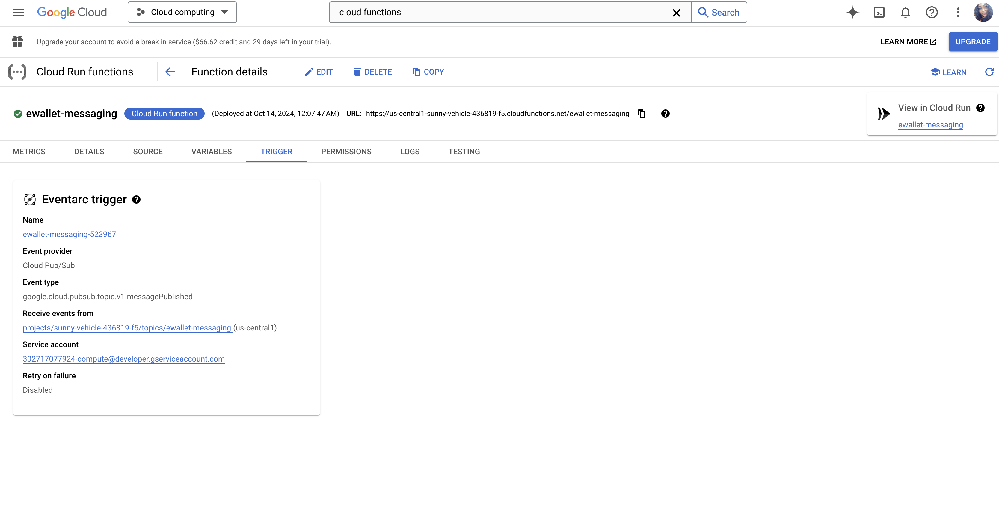 Google Cloud
Cloud computing
cloud functions
Search
Upgrade your account to avoid a break in service ($66.62 credit and 29 days left in your trial).
LEARN MORE
UPGRADE
Cloud Run functions
Function details
EDIT
DELETE
COPY
LEARN
ewallet-messaging
Cloud Run function
(Deployed at Oct 14, 2024, 12:07:47 AM)
URL: https://us-central1-sunny-vehicle-436819-f5.cloudfunctions.net/ewallet-messaging
View in Cloud Run
ewallet-messaging
METRICS
DETAILS
SOURCE
VARIABLES
TRIGGER
PERMISSIONS
LOGS
TESTING
Eventarc trigger
Name
ewallet-messaging-523967
Event provider
Cloud Pub/Sub
Event type
google.cloud.pubsub.topic.v1.messagePublished
Receive events from
projects/sunny-vehicle-436819-f5/topics/ewallet-messaging (us-central1)
Service account
302717077924-compute@developer.gserviceaccount.com
Retry on failure
Disabled